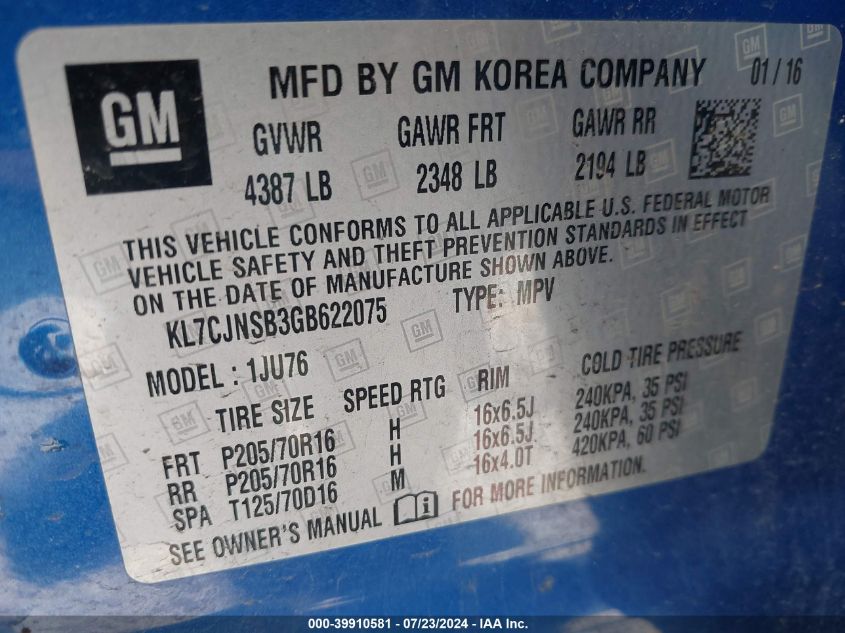 GM
MFD BY GM KOREA COMPANY 01/16
GVWR GAWR FRT GAWR RR
4387 LB 2348 LB 2194 LB
THIS VEHICLE CONFORMS TO ALL APPLICABLE U.S. FEDERAL MOTOR
VEHICLE SAFETY AND THEFT PREVENTION STANDARDS IN EFFECT
ON THE DATE OF MANUFACTURE SHOWN ABOVE.
KL7CJNSB3GB622075 TYPE: MPV
MODEL : 1JU76
TIRE SIZE SPEED RTG RIM COLD TIRE PRESSURE
FRT P205/70R16 H 16x6.5J 240KPA, 35 PSI
RR P205/70R16 H 16x6.5J 240KPA, 35 PSI
SPA T125/70D16 M 16x4.0T 420KPA, 60 PSI
SEE OWNER'S MANUAL FOR MORE INFORMATION.
000-39910581 - 07/23/2024 - IAA Inc.